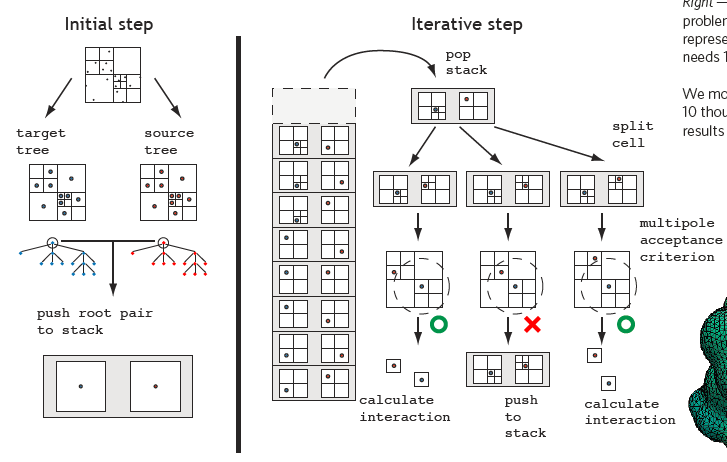 Initial step
target
tree
source
tree
push root pair
to stack
Iterative step
pop
stack
split
cell
multipole
acceptance
criterion
calculate
interaction
push
to
stack
calculate
interaction
Right —
problem
represe
needs 1
We mo
10 thou
results